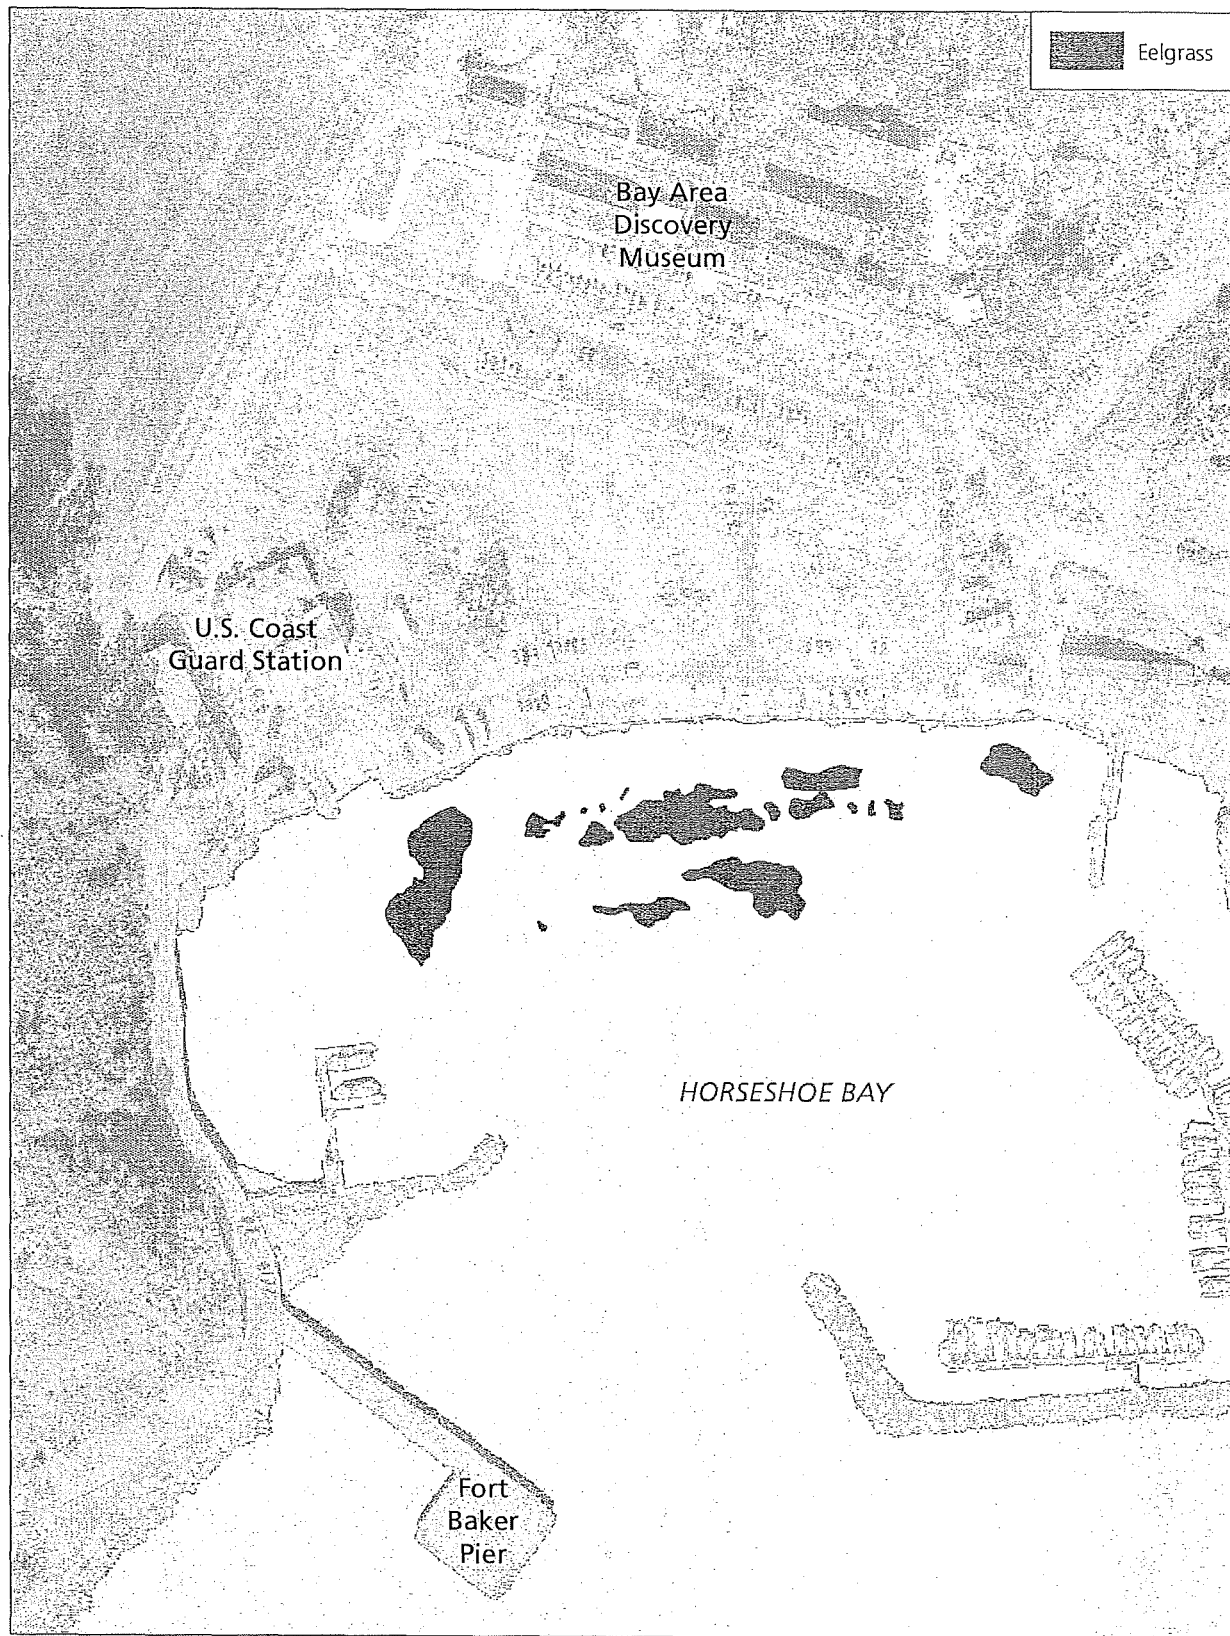 Eelgrass
Bay Area
Discovery
Museum
U.S. Coast
Guard Station
HORSESHOE BAY
Fort
Baker
Pier